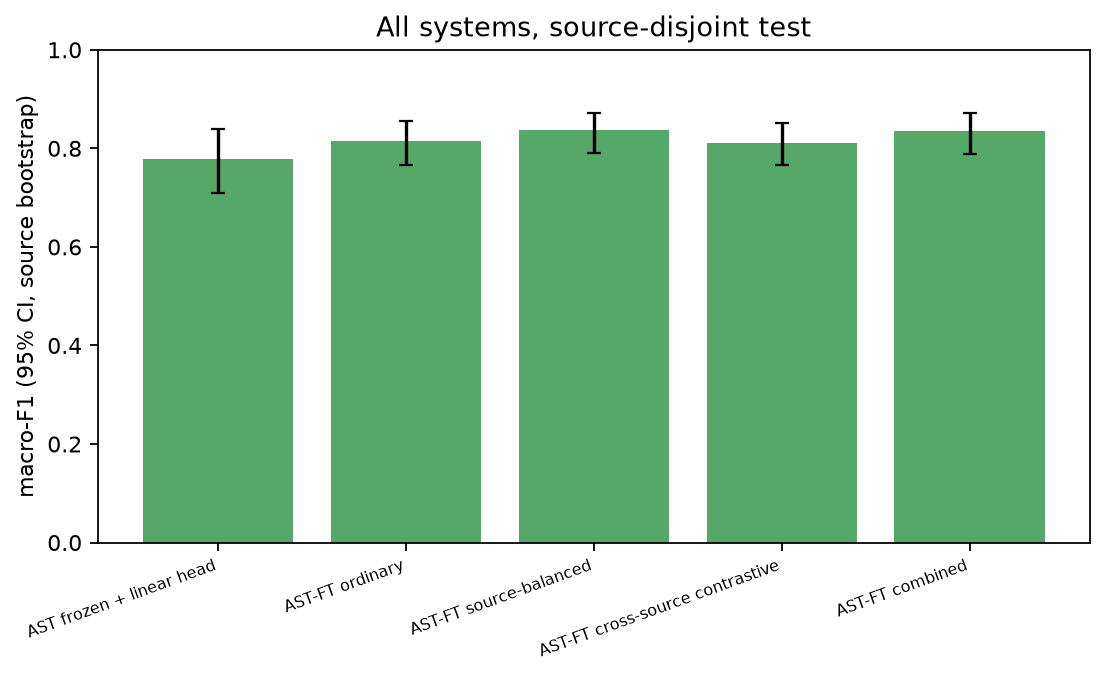 All systems, source-disjoint test
macro-F1 (95% CI, source bootstrap)
1.0
0.8
0.6
0.4
0.2
0.0
AST frozen + linear head
AST-FT ordinary
AST-FT source-balanced
AST-FT cross-source contrastive
AST-FT combined